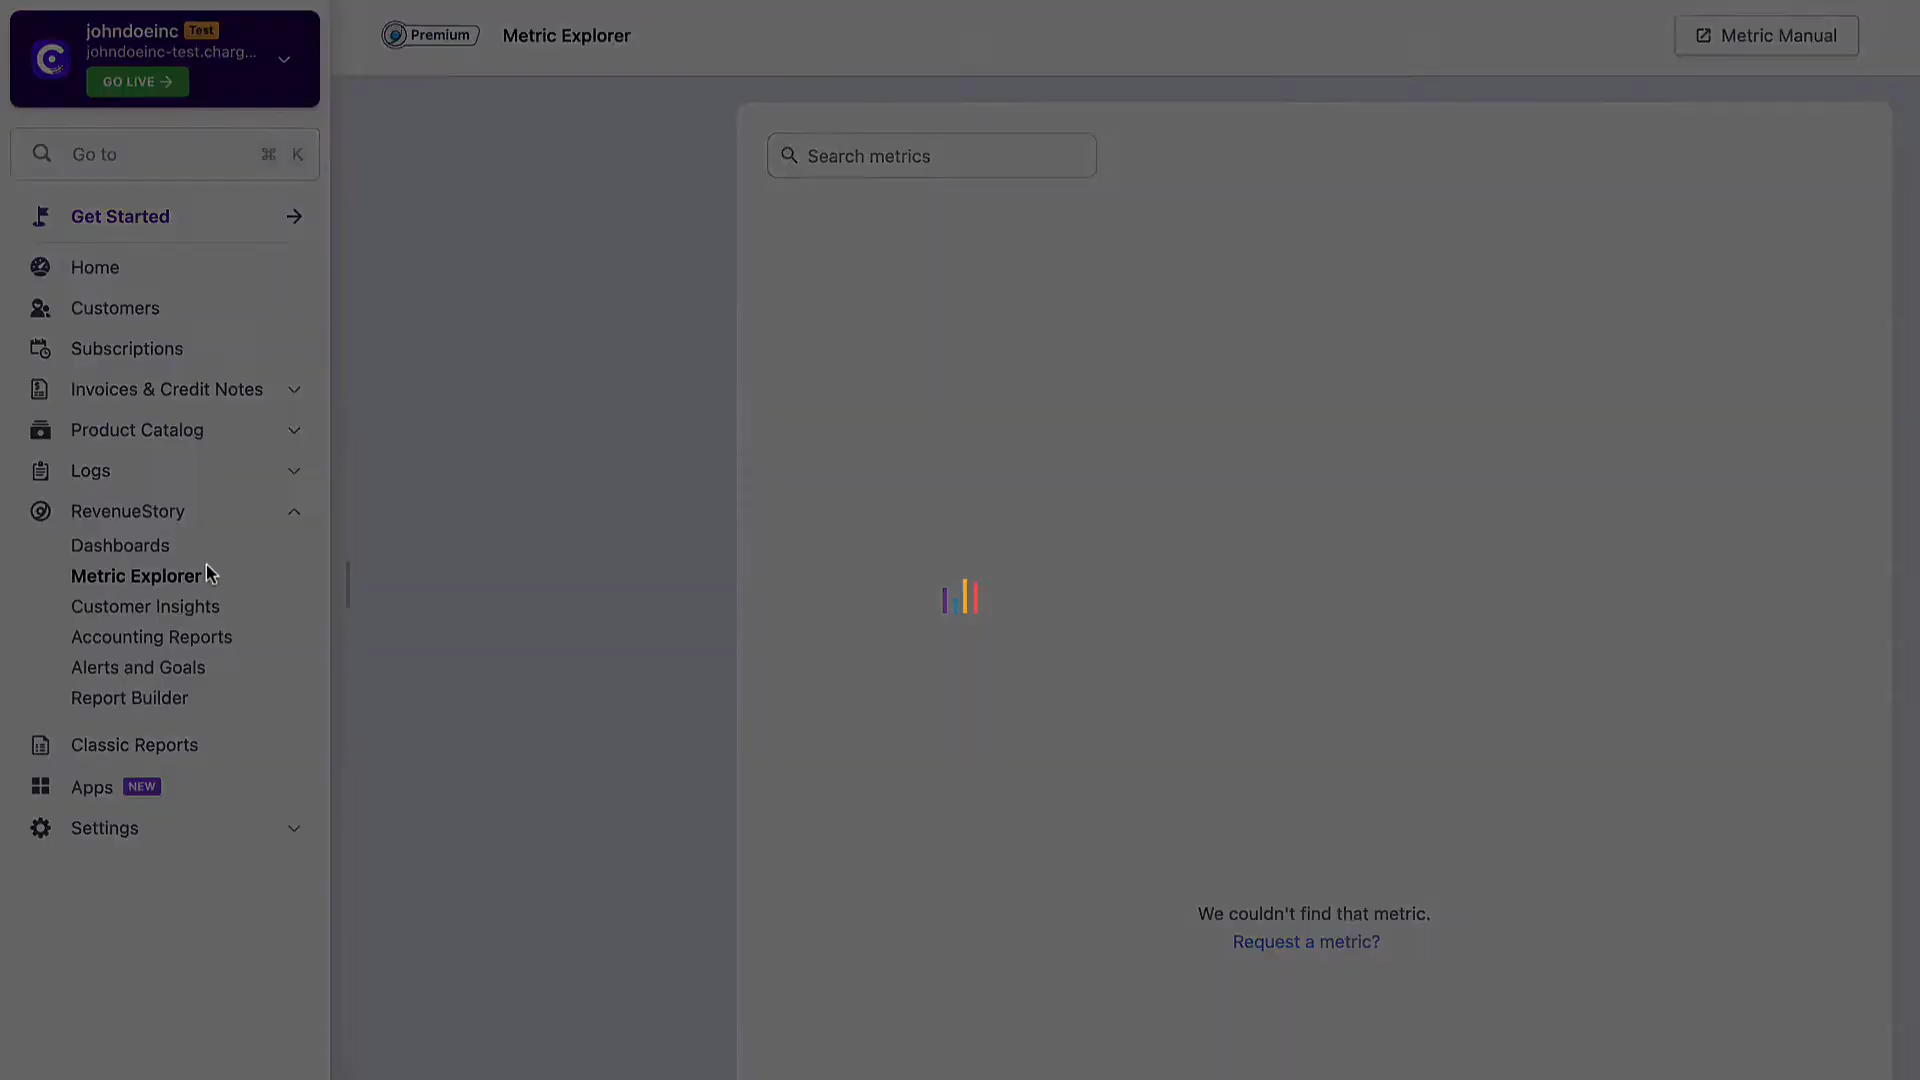 johndoeinc Test
johndoeinc-test.charg...
GO LIVE →
Go to ⌘ K
Get Started
Home
Customers
Subscriptions
Invoices & Credit Notes
Product Catalog
Logs
RevenueStory
Dashboards
Metric Explorer
Customer Insights
Accounting Reports
Alerts and Goals
Report Builder
Classic Reports
Apps NEW
Settings
Premium Metric Explorer
Metric Manual
Search metrics
We couldn't find that metric.
Request a metric?